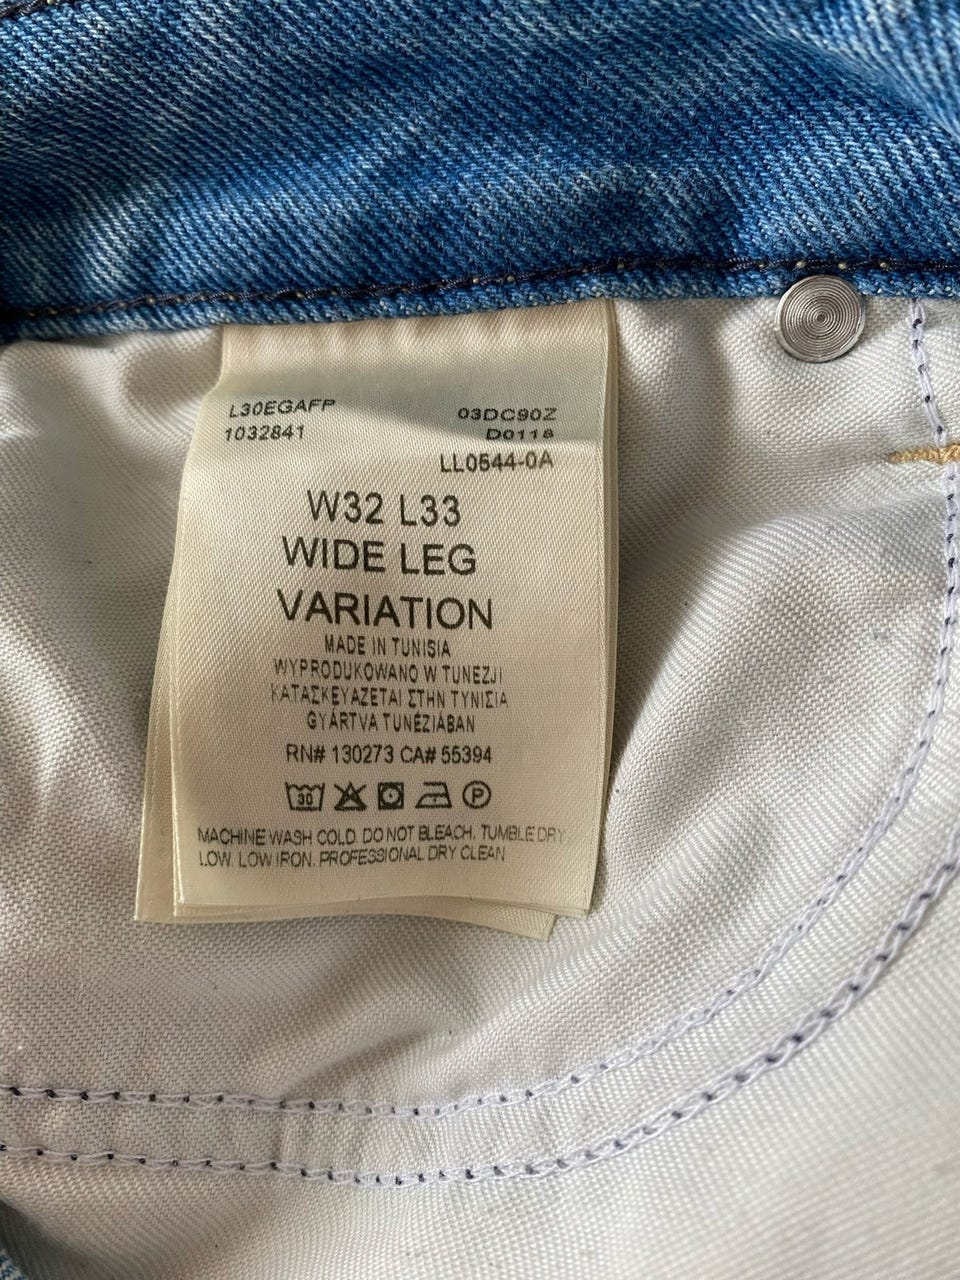 L30EGAFP
03DC90Z
1032841
D0118
LL0544-0A
W32 L33
WIDE LEG
VARIATION
MADE IN TUNISIA
WYPRODUKOWANO W TUNEZJI
ΚΑΤΑΣΚΕΥΑΖΕΤΑΙ ΣΤΗΝ ΤΥΝΙΣΙΑ
GYÁRTVA TUNÉZIÁBAN
RN# 130273 CA# 55394
30 P
MACHINE WASH COLD. DO NOT BLEACH. TUMBLE DRY
LOW. LOW IRON. PROFESSIONAL DRY CLEAN